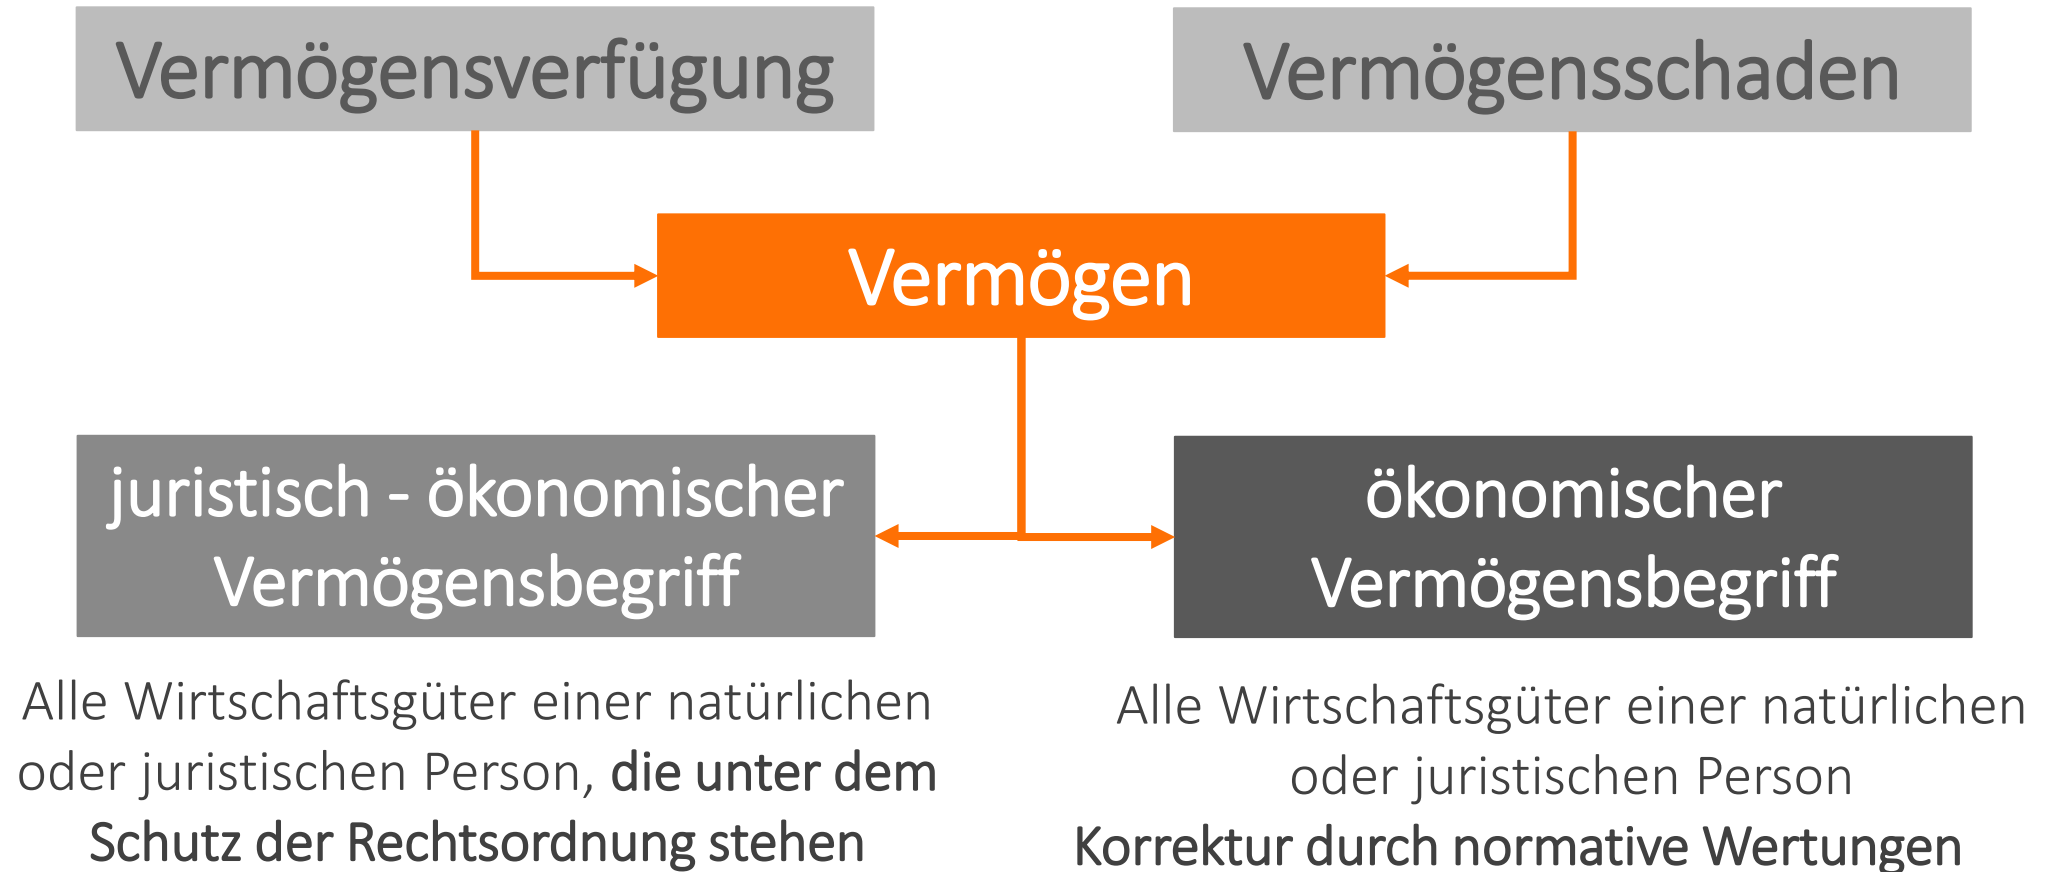 Vermögensverfügung
Vermögensschaden
Vermögen
juristisch - ökonomischer
Vermögensbegriff
ökonomischer
Vermögensbegriff
Alle Wirtschaftsgüter einer natürlichen
oder juristischen Person, die unter dem
Schutz der Rechtsordnung stehen
Alle Wirtschaftsgüter einer natürlichen
oder juristischen Person
Korrektur durch normative Wertungen